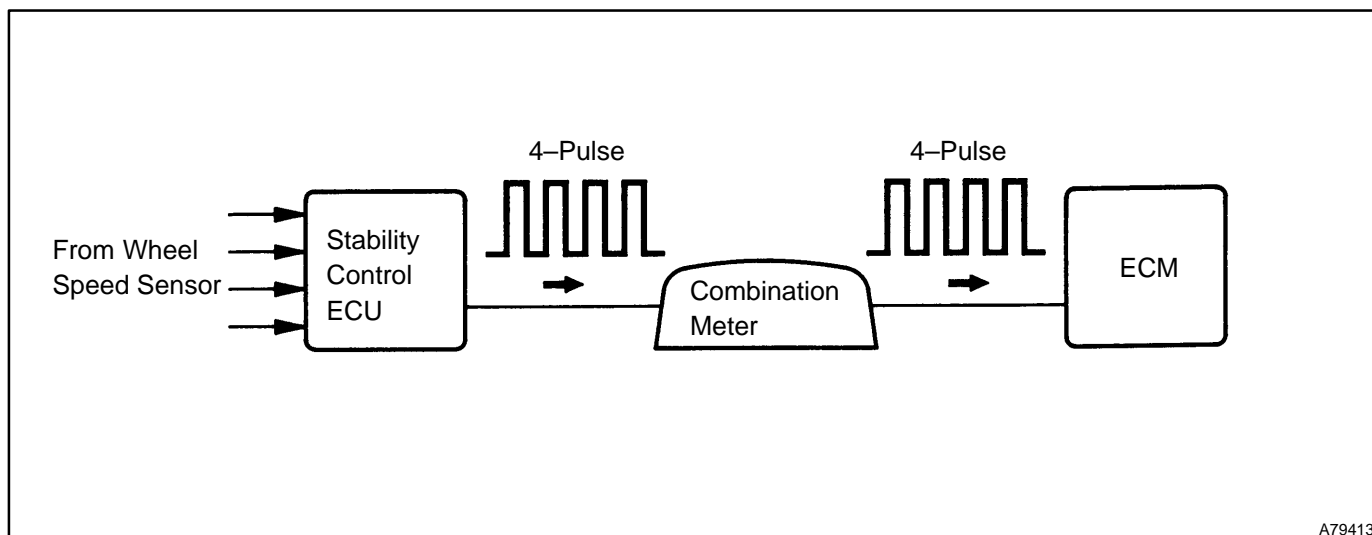 4–Pulse
4–Pulse
From Wheel
Speed Sensor
Stability
Control
ECU
Combination
Meter
ECM
A79413